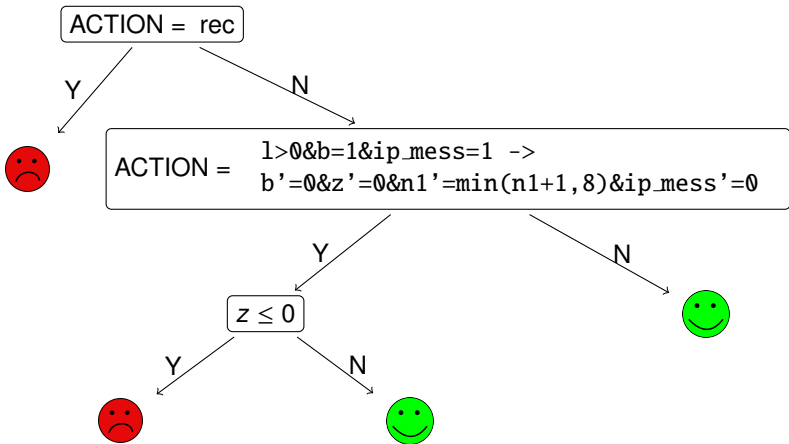 ACTION = rec
Y
N
ACTION =
l>0&b=1&ip_mess=1 ->
b'=0&z'=0&n1'=min(n1+1,8)&ip_mess'=0
Y
N
z ≤ 0
Y
N